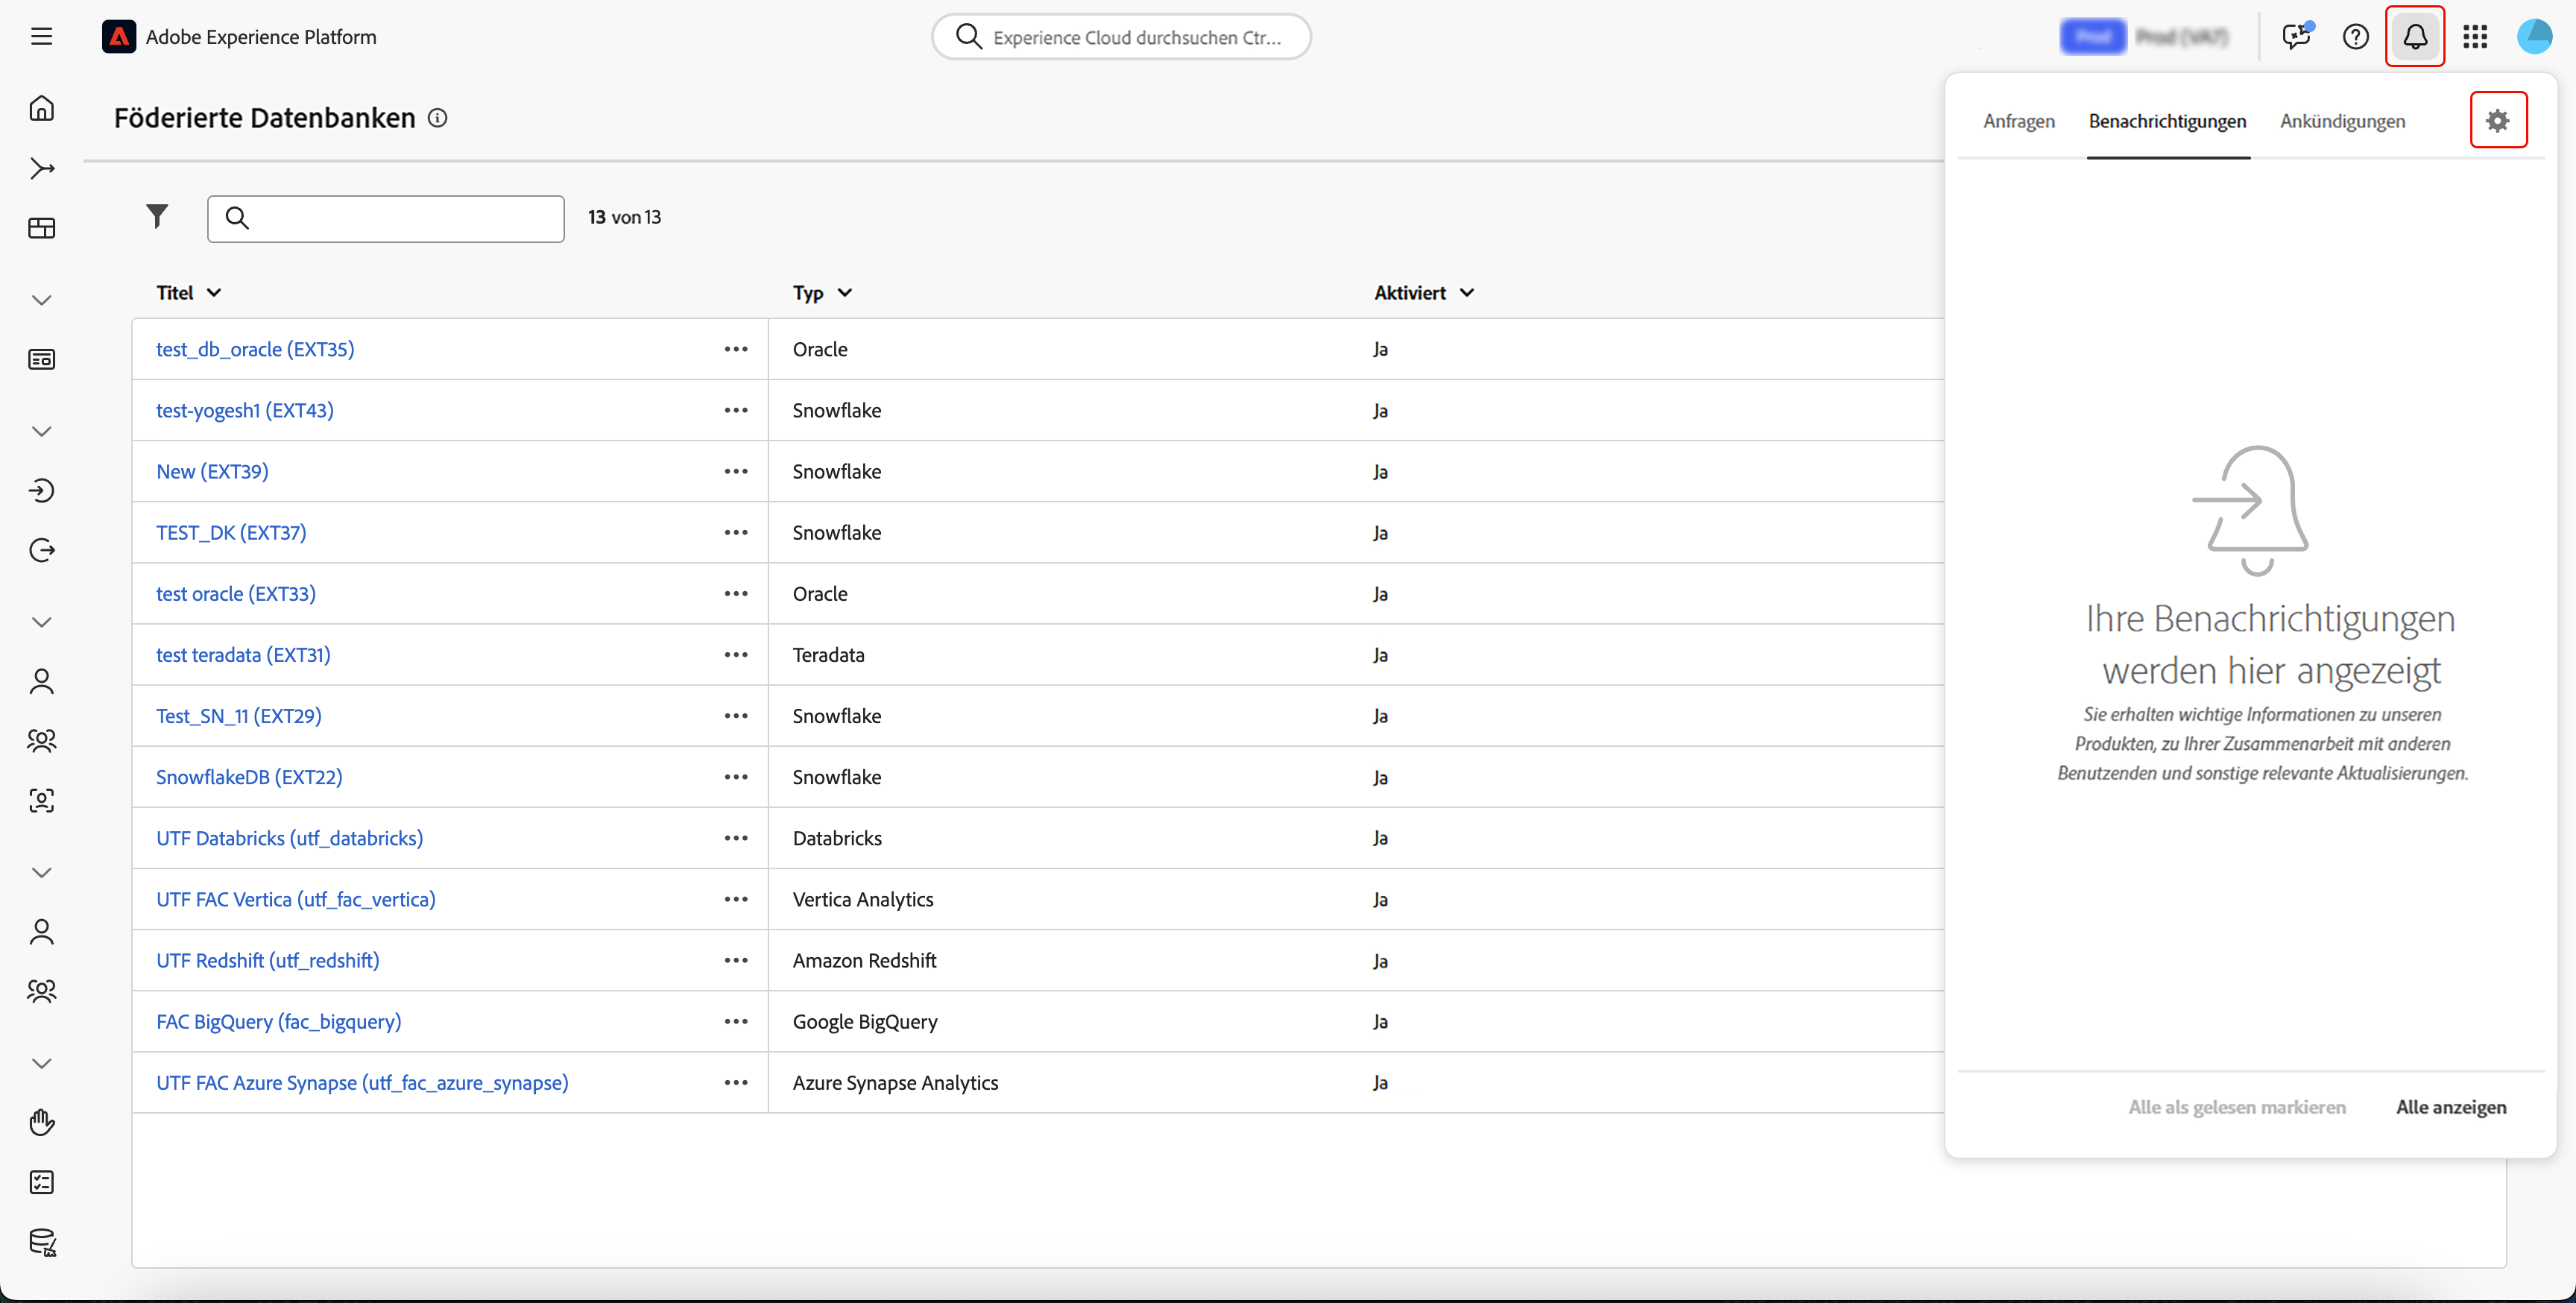 Adobe Experience Platform
Experience Cloud durchsuchen Ctr...
Föderierte Datenbanken
Anfragen Benachrichtigungen Ankündigungen
13 von 13
Titel Typ Aktiviert
test_db_oracle (EXT35) Oracle Ja
test-yogesh1 (EXT43) Snowflake Ja
New (EXT39) Snowflake Ja
TEST_DK (EXT37) Snowflake Ja
test oracle (EXT33) Oracle Ja
test teradata (EXT31) Teradata Ja
Test_SN_11 (EXT29) Snowflake Ja
SnowflakeDB (EXT22) Snowflake Ja
UTF Databricks (utf_databricks) Databricks Ja
UTF FAC Vertica (utf_fac_vertica) Vertica Analytics Ja
UTF Redshift (utf_redshift) Amazon Redshift Ja
FAC BigQuery (fac_bigquery) Google BigQuery Ja
UTF FAC Azure Synapse (utf_fac_azure_synapse) Azure Synapse Analytics Ja
Ihre Benachrichtigungen
werden hier angezeigt
Sie erhalten wichtige Informationen zu unseren
Produkten, zu Ihrer Zusammenarbeit mit anderen
Benutzenden und sonstige relevante Aktualisierungen.
Alle als gelesen markieren Alle anzeigen